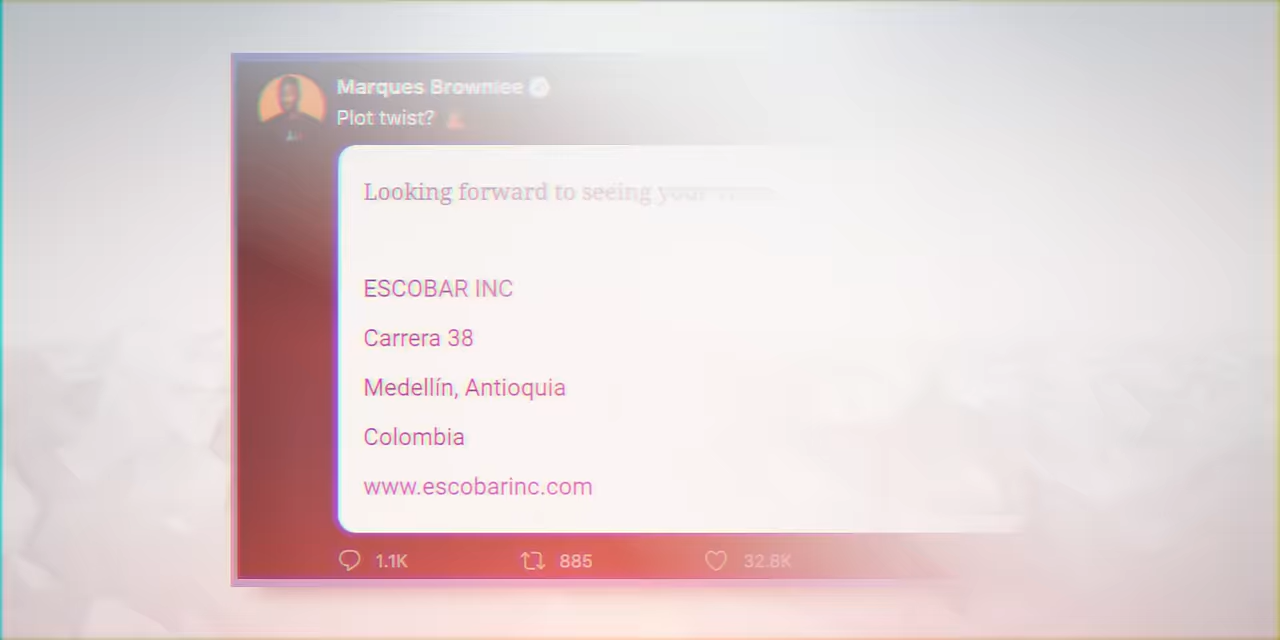 Marques Brownlee
Plot twist?
Looking forward to seeing your
ESCOBAR INC
Carrera 38
Medellín, Antioquia
Colombia
www.escobarinc.com
1.1K 885 32.8K